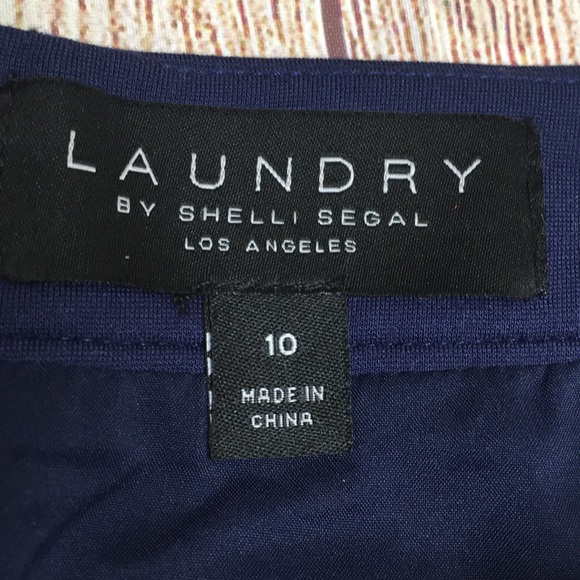 LAUNDRY
BY SHELLI SEGAL
LOS ANGELES
10
MADE IN
CHINA